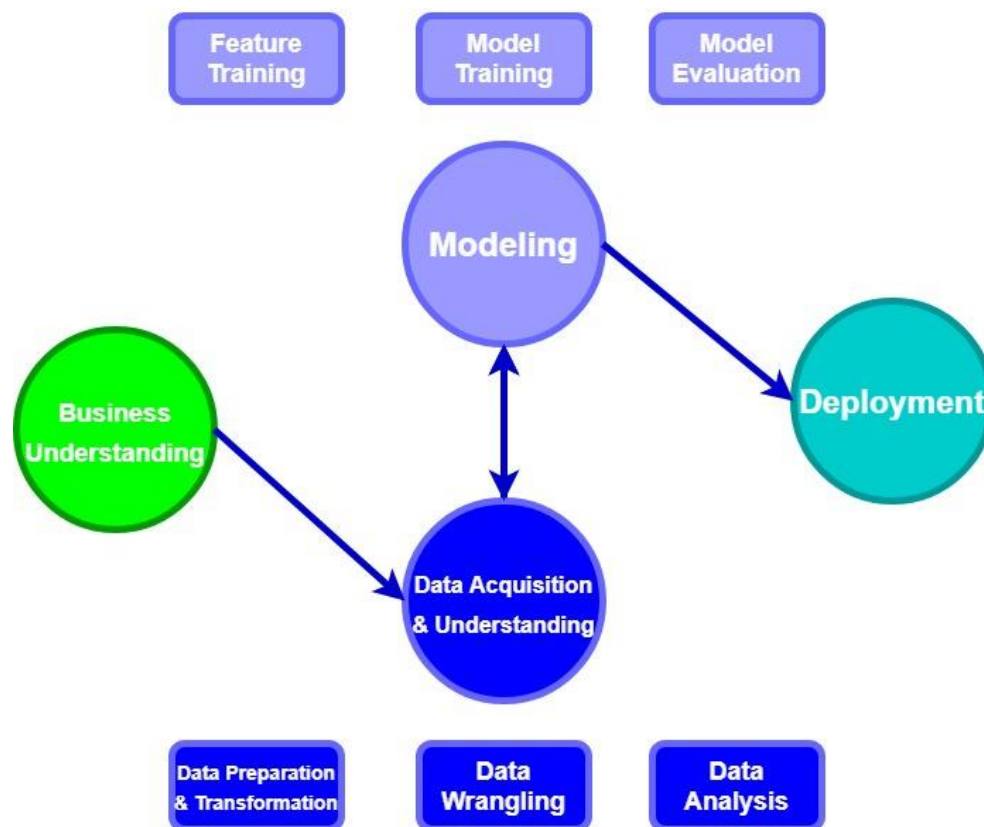 Feature
Training
Model
Training
Model
Evaluation
Modeling
Deployment
Business
Understanding
Data Acquisition
& Understanding
Data Preparation
& Transformation
Data
Wrangling
Data
Analysis